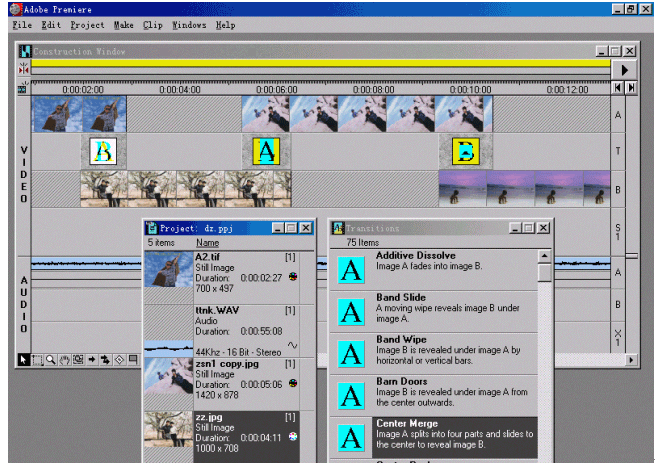 Adobe Premiere
File Edit Project Make Clip Windows Help
Construction Window
0:00:02:00 0:00:04:00 0:00:06:00 0:00:08:00 0:00:10:00 0:00:12:00
A
VIDEO
T
B A B
B
S1
A
AUDIO
B
X1
Project: dz.ppj
5 items Name
A2.tif [1]
Still Image
Duration: 0:00:02:27
700 x 497
ttnk.WAV [1]
Audio
Duration: 0:00:55:08
44Khz - 16 Bit - Stereo
zsn1 copy.jpg [1]
Still Image
Duration: 0:00:05:06
1420 x 878
zz.jpg [1]
Still Image
Duration: 0:00:04:11
1000 x 708
Transitions
75 Items
A
Additive Dissolve
Image A fades into image B.
A
Band Slide
A moving wipe reveals image B under
image A.
A
Band Wipe
Image B is revealed under image A by
horizontal or vertical bars.
A
Barn Doors
Image B is revealed under image A from
the center outwards.
A
Center Merge
Image A splits into four parts and slides to
the center to reveal image B.